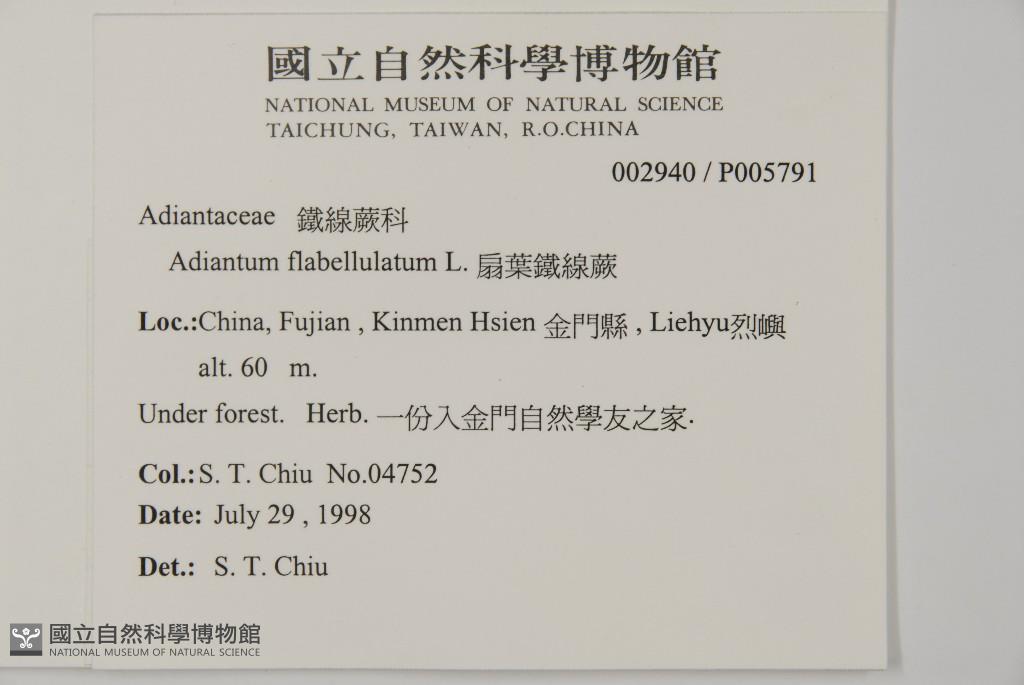 國立自然科學博物館
NATIONAL MUSEUM OF NATURAL SCIENCE
TAICHUNG, TAIWAN, R.O.CHINA
002940 / P005791
Adiantaceae 鐵線蕨科
Adiantum flabellulatum L. 扇葉鐵線蕨
Loc.:China, Fujian , Kinmen Hsien 金門縣 , Liehyu烈嶼
alt. 60 m.
Under forest. Herb. 一份入金門自然學友之家.
Col.: S. T. Chiu No.04752
Date: July 29 , 1998
Det.: S. T. Chiu
國立自然科學博物館
NATIONAL MUSEUM OF NATURAL SCIENCE